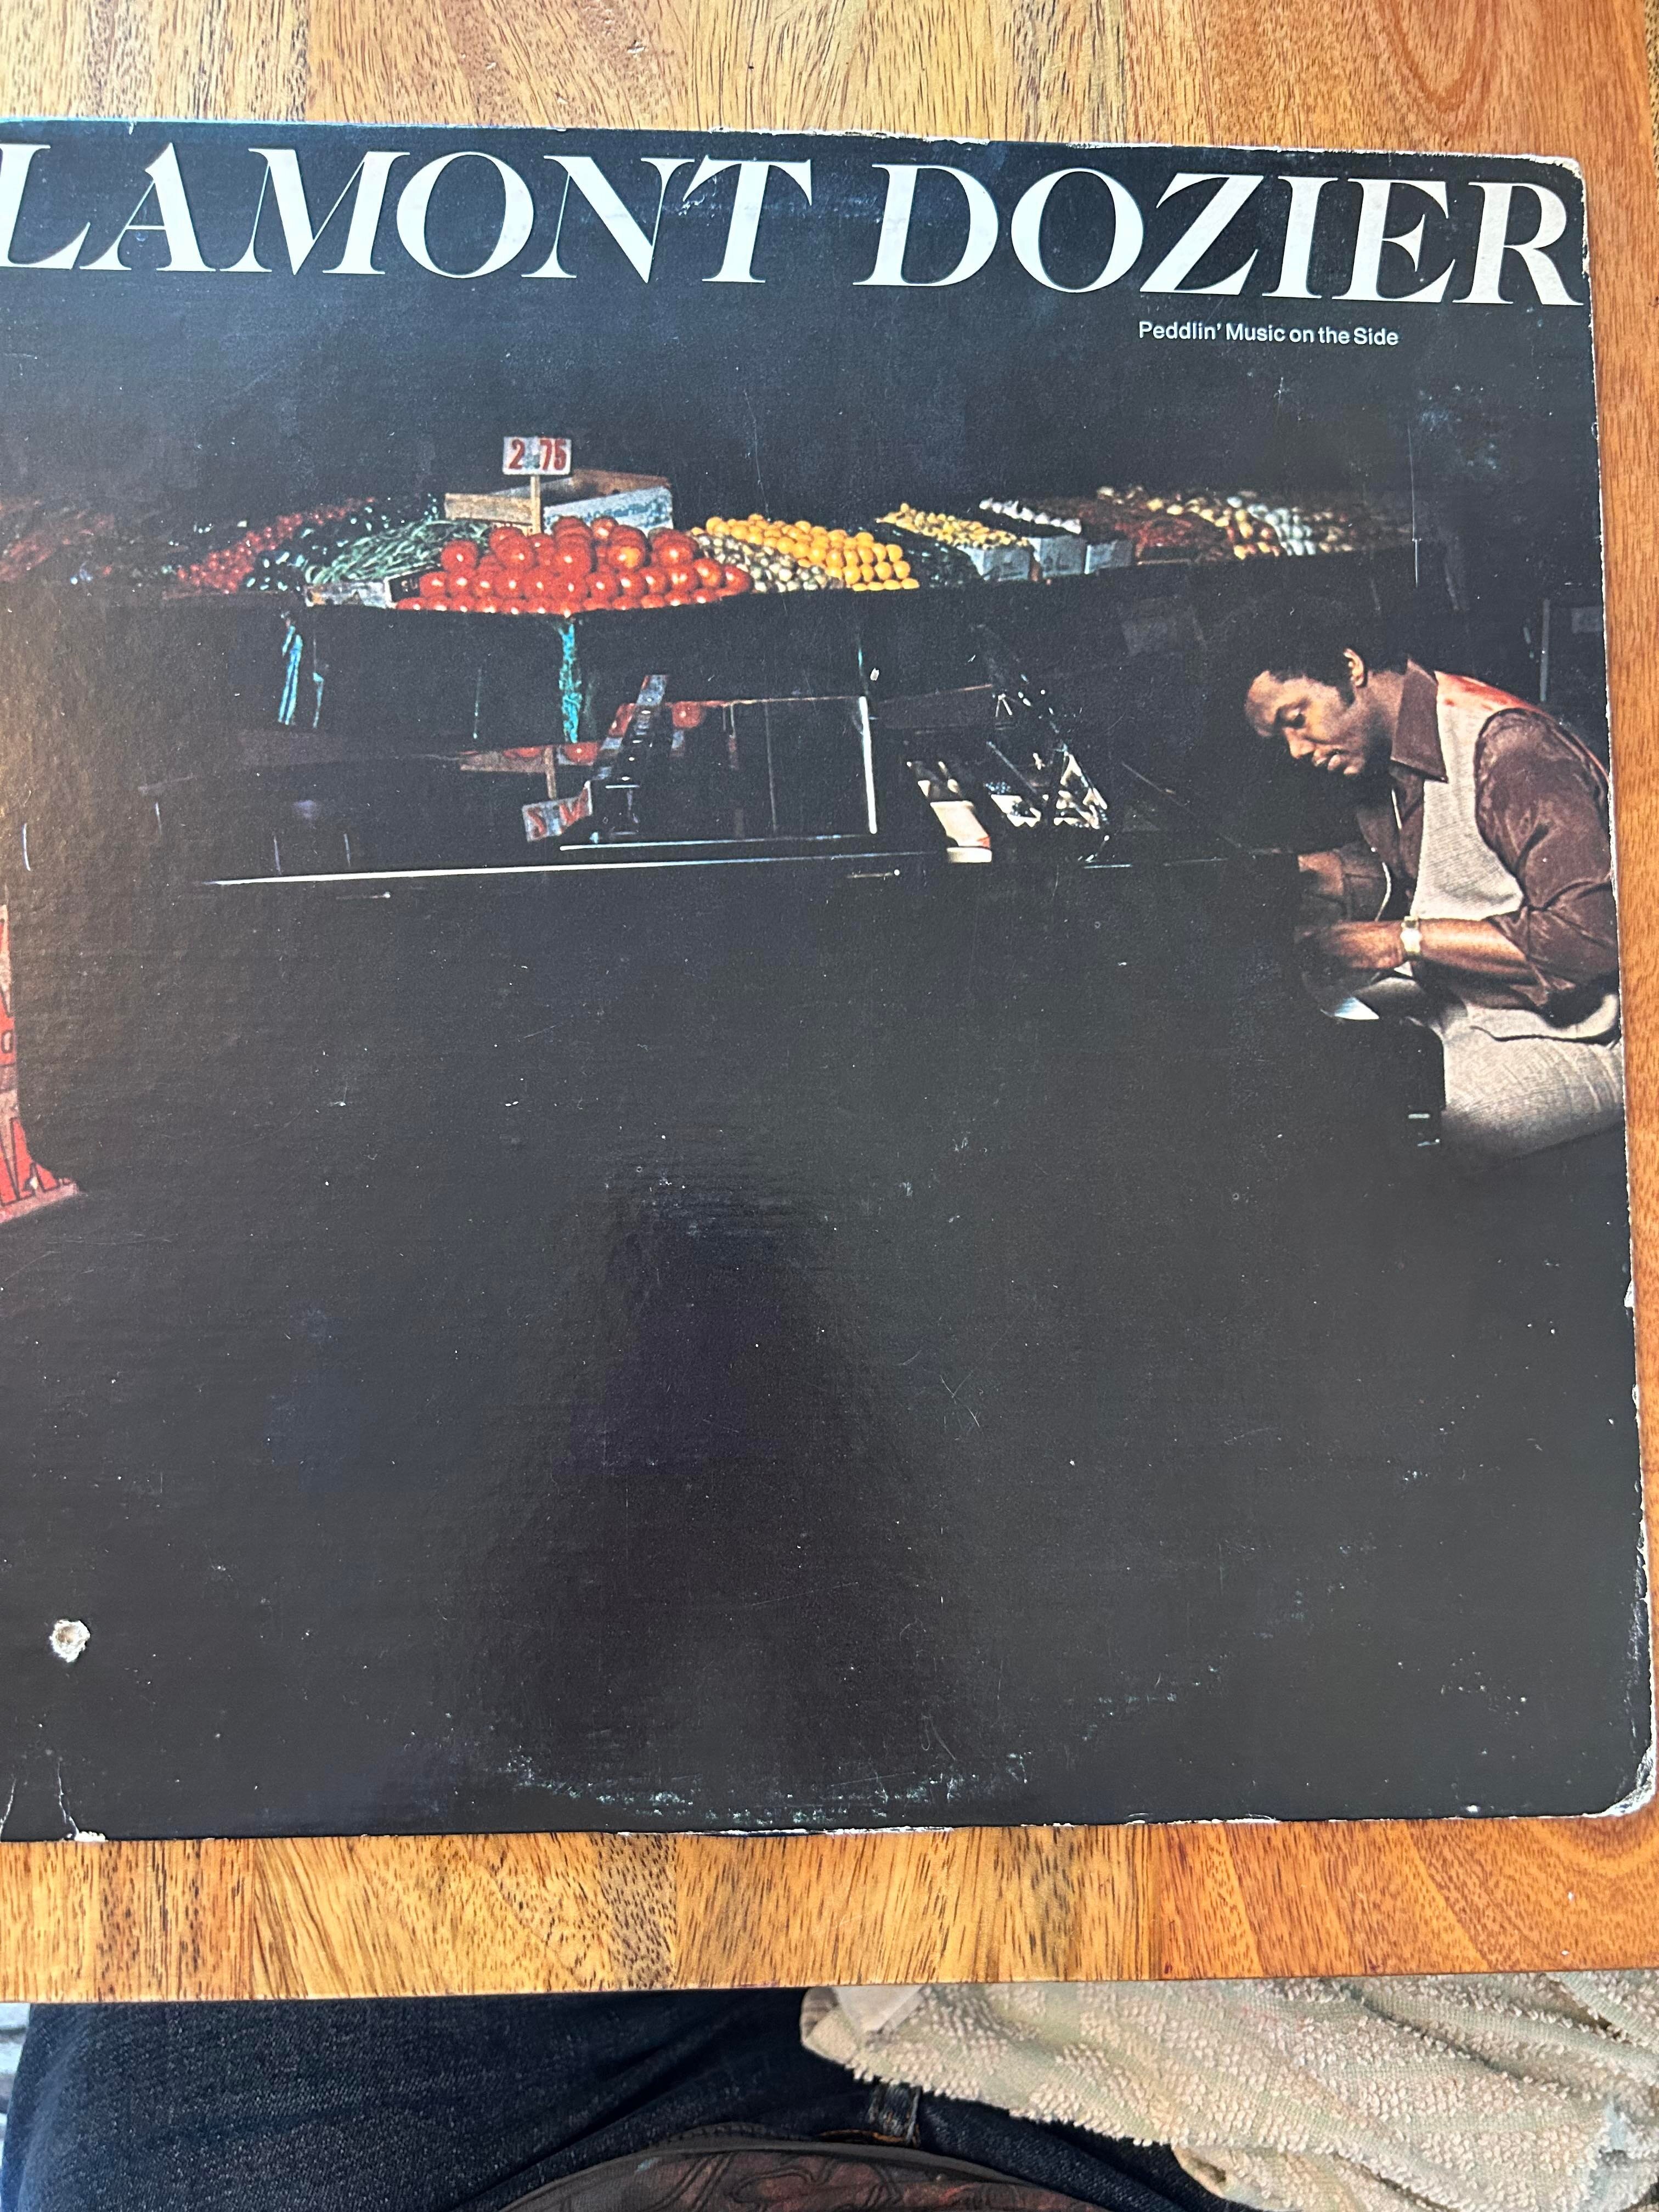 LAMONT DOZIER
Peddlin' Music on the Side
2 75